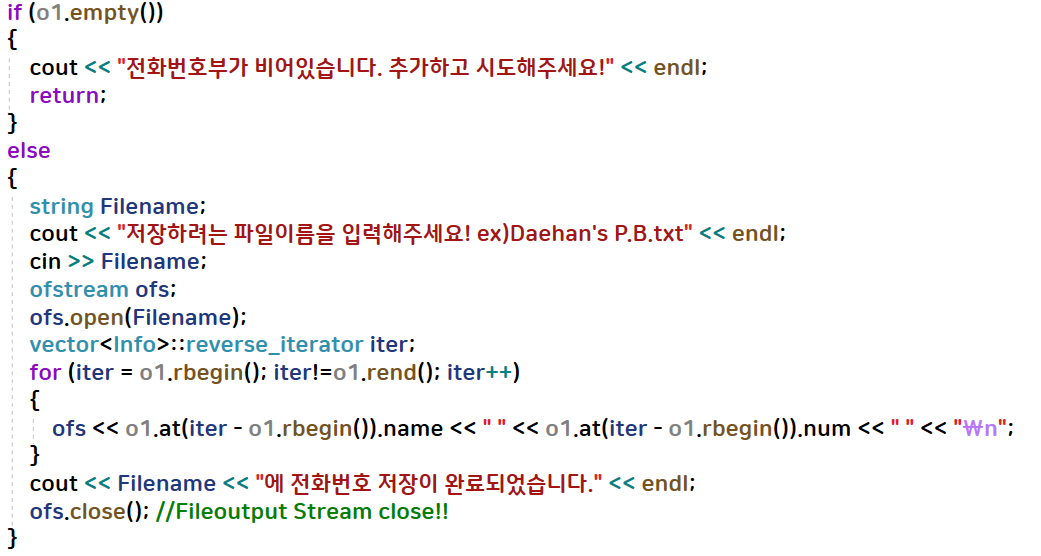 if (o1.empty())
{
cout << "전화번호부가 비어있습니다. 추가하고 시도해주세요!" << endl;
return;
}
else
{
string Filename;
cout << "저장하려는 파일이름을 입력해주세요! ex)Daehan's P.B.txt" << endl;
cin >> Filename;
ofstream ofs;
ofs.open(Filename);
vector<Info>::reverse_iterator iter;
for (iter = o1.rbegin(); iter!=o1.rend(); iter++)
{
ofs << o1.at(iter - o1.rbegin()).name << " " << o1.at(iter - o1.rbegin()).num << " " << "₩n";
}
cout << Filename << "에 전화번호 저장이 완료되었습니다." << endl;
ofs.close(); //Fileoutput Stream close!!
}